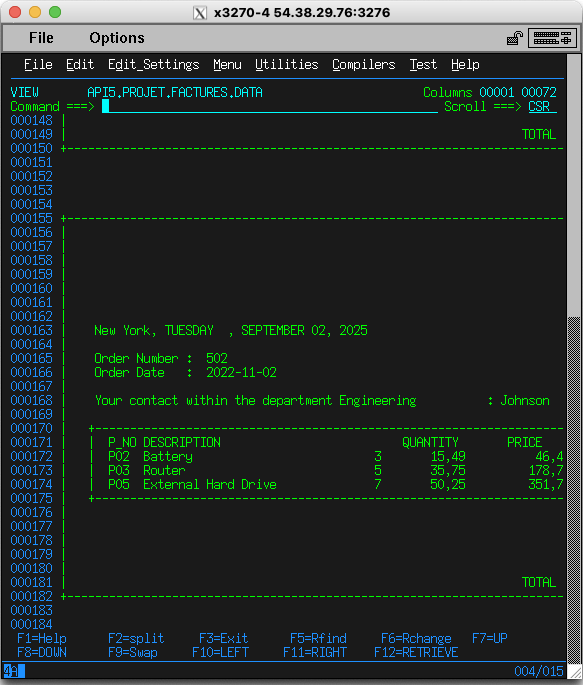 x3270-4 54.38.29.76:3276
File Options
File Edit Edit_Settings Menu Utilities Compilers Test Help
VIEW API5.PROJET.FACTURES.DATA Columns 00001 00072
Command ===> Scroll ===> CSR
000148 |
000149 | TOTAL
000150 +------------------------------------------------------------------------
000151
000152
000153
000154
000155 +------------------------------------------------------------------------
000156 |
000157 |
000158 |
000159 |
000160 |
000161 |
000162 |
000163 | New York, TUESDAY , SEPTEMBER 02, 2025
000164 |
000165 | Order Number : 502
000166 | Order Date : 2022-11-02
000167 |
000168 | Your contact within the department Engineering : Johnson
000169 |
000170 | +--------------------------------------------------------------------
000171 | | P_NO DESCRIPTION QUANTITY PRICE
000172 | | P02 Battery 3 15,49 46,4
000173 | | P03 Router 5 35,75 178,7
000174 | | P05 External Hard Drive 7 50,25 351,7
000175 | +--------------------------------------------------------------------
000176 |
000177 |
000178 |
000179 |
000180 |
000181 | TOTAL
000182 +------------------------------------------------------------------------
000183
000184
F1=Help F2=split F3=Exit F5=Rfind F6=Rchange F7=UP
F8=DOWN F9=Swap F10=LEFT F11=RIGHT F12=RETRIEVE
4A 004/015